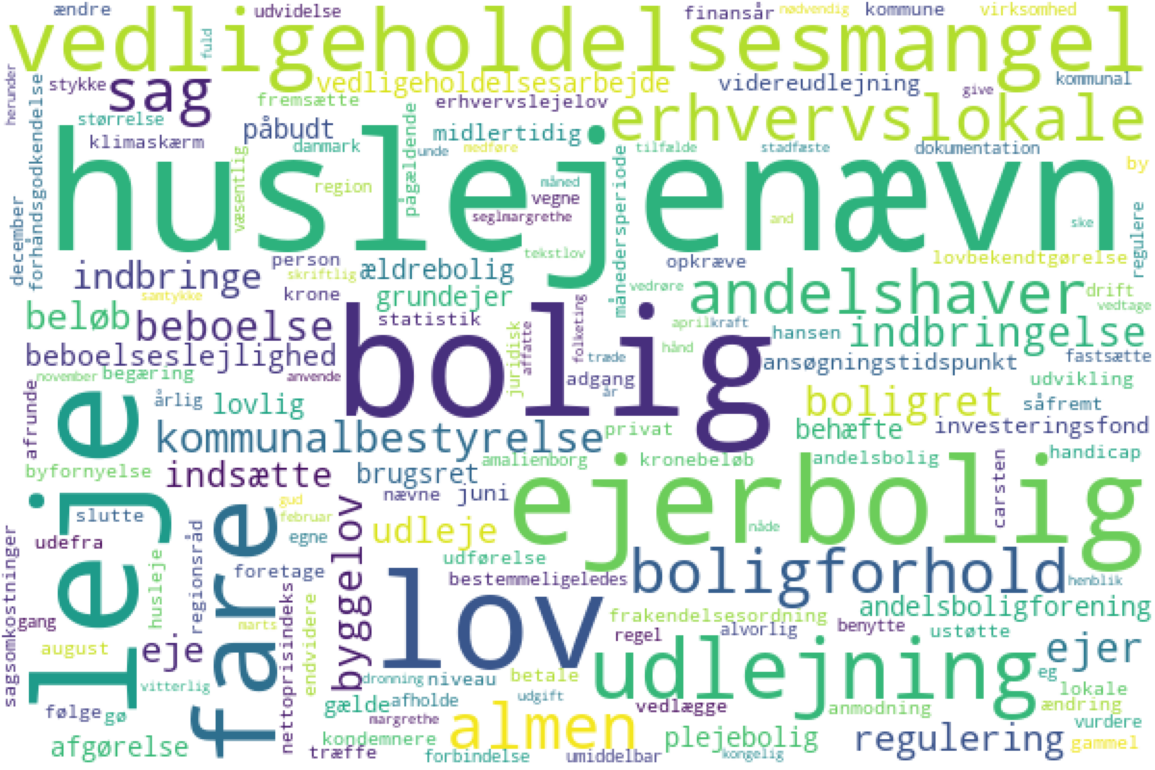 ændre
udvidelse
finansår
nødvendig
kommune
virksomhed
vedligeholdelsesmangel
fuld
herunder
stykke
sag
vedligeholdelsesarbejde
videreudlejning
kommunal
give
fremsætte
erhvervslejelov
erhvervslokale
størrelse
påbudt
midlertidig
klimaskærm
danmark
unde
medføre
tilfælde
stadfæste
dokumentation
by
forhåndsgodkendelse
december
væsentlig
region
pågældende
måned
vegne
seglmargrethe
huslejenævn
månedersperiode
and
ske
regulere
tekstlov
indbringe
person
skriftlig
ældrebolig
opkræve
lovbekendtgørelse
samtykke
krone
grundejer
vedrøre
andelshaver
drift
vedtage
beløb
beboelse
statistik
bolig
juridisk
affatte
folketing
april
kraft
hansen
indbringelse
beboelseslejlighed
træde
hånd
ansøgningstidspunkt
fastsætte
november
begæring
anvende
adgang
år
udvikling
afrunde
årlig
lovlig
boligret
såfremt
leje
kommunalbestyrelse
privat
behæfte
investeringsfond
byfornyelse
indsætte
brugsret
amalienborg
kronebeløb
andelsbolig
handicap
nævne
juni
ejerbolig
carsten
gud
februar
slutte
fare
egne
byggelov
udleje
nåde
sagsomkostninger
udefra
husleje
regionsråd
foretage
udførelse
lov
bestemmeligeledes
boligforhold
henblik
gang
marts
frakendelsesordning
andelsboligforening
regel
alvorlig
benytte
ustøtte
august
eje
nettoprisindeks
endvidere
udlejning
ejer
eg
vitterlig
dronning
niveau
betale
lokale
følge
gø
gælde
afholde
udgift
vedlægge
anmodning
ændring
margrethe
almen
vurdere
afgørelse
kondemnere
plejebolig
regulering
gammel
træffe
forbindelse
umiddelbar
kongelig